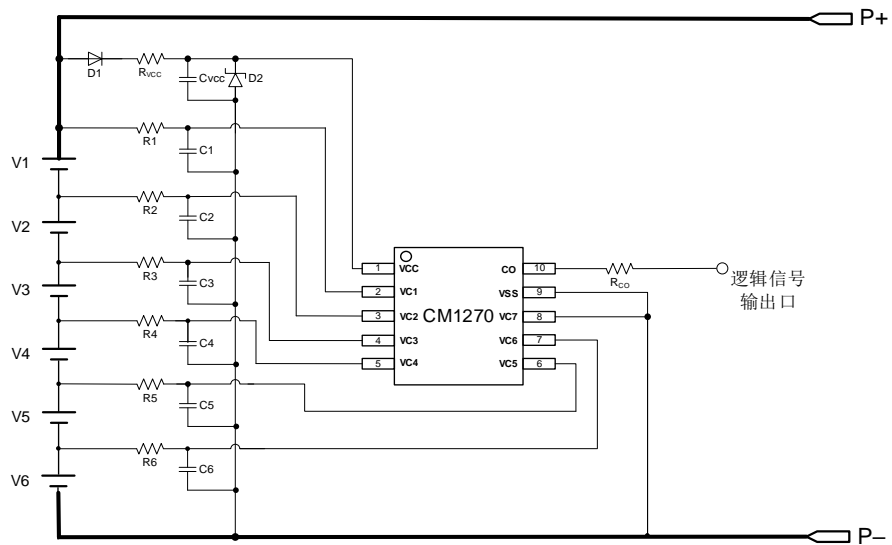 P+
D1
RVCC
Cvcc
D2
R1
C1
V1
R2
C2
V2
R3
C3
V3
R4
C4
V4
R5
C5
V5
R6
C6
V6
1 VCC
2 VC1
3 VC2
4 VC3
5 VC4
CM1270
CO 10
VSS 9
VC7 8
VC6 7
VC5 6
RCO
逻辑信号
输出口
P−